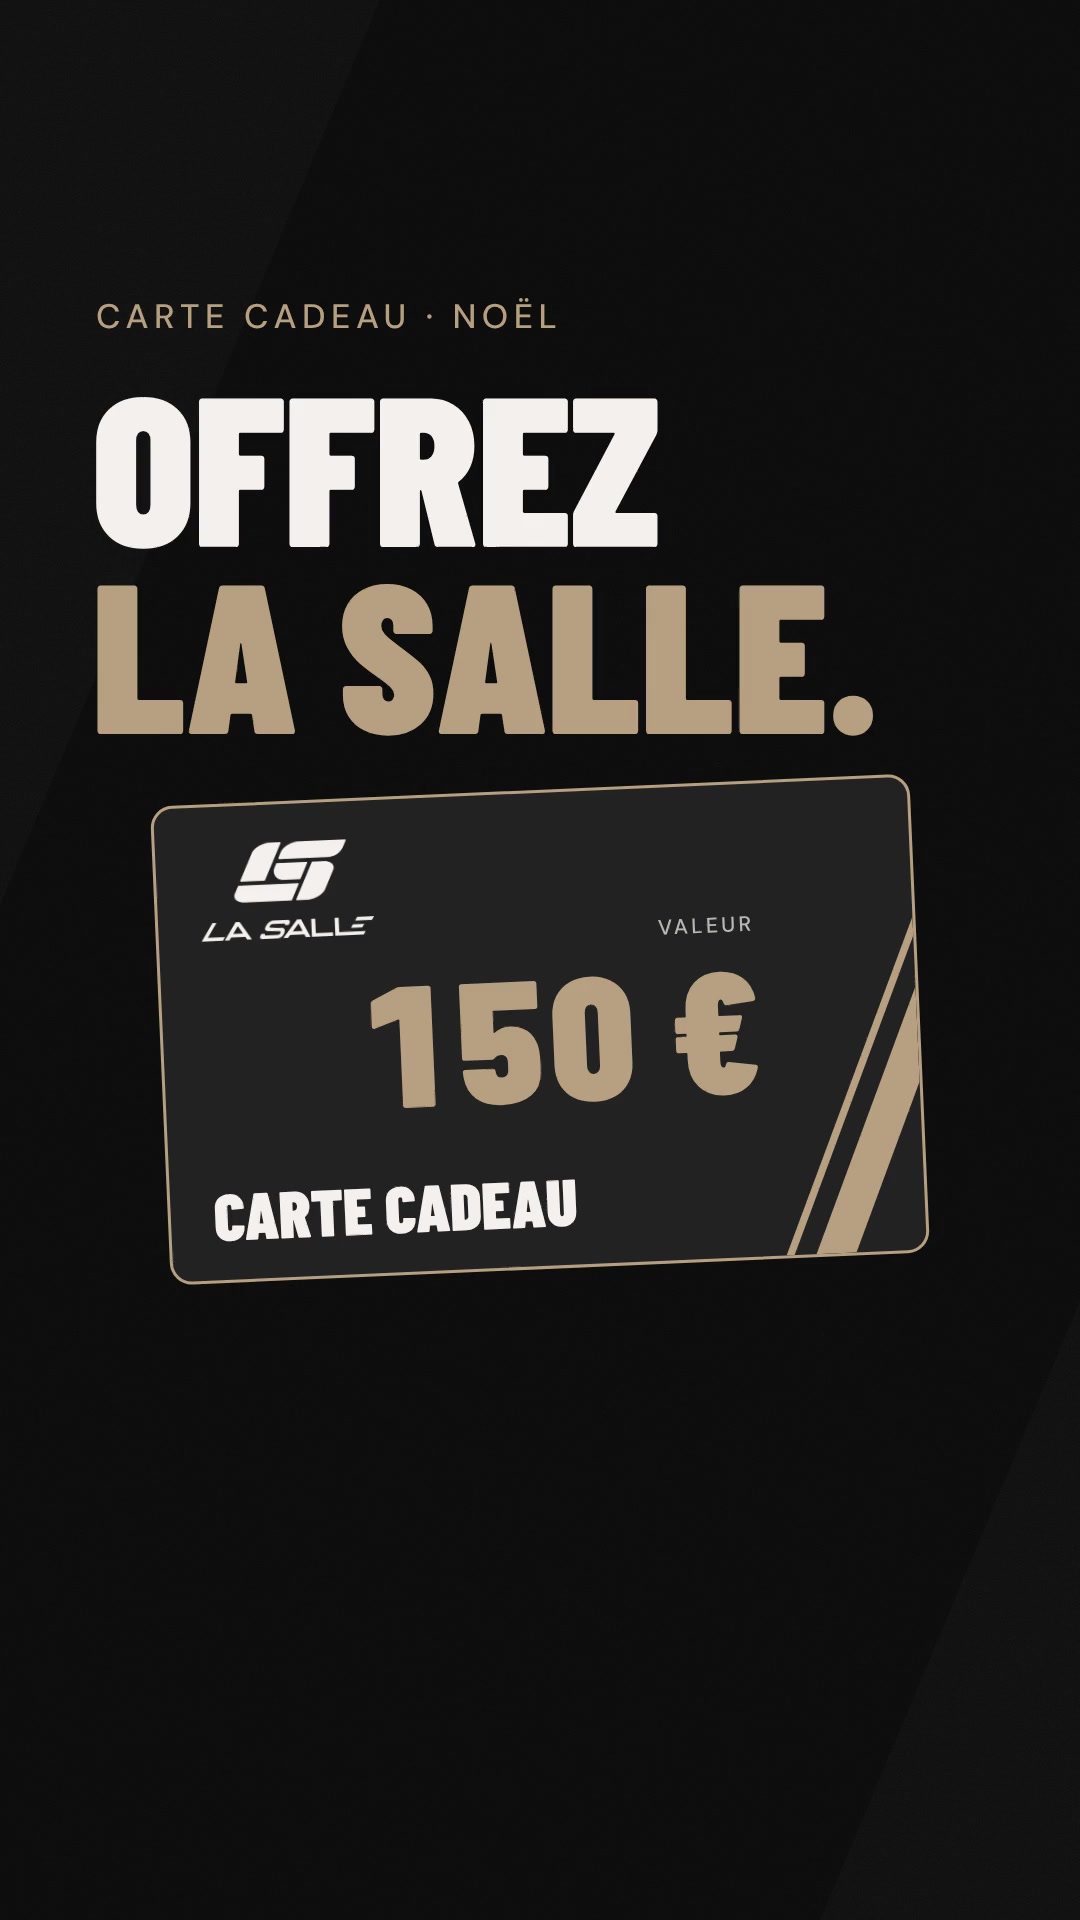 CARTE CADEAU · NOËL
OFFREZ
LA SALLE.
LA SALLE
VALEUR
150 €
CARTE CADEAU